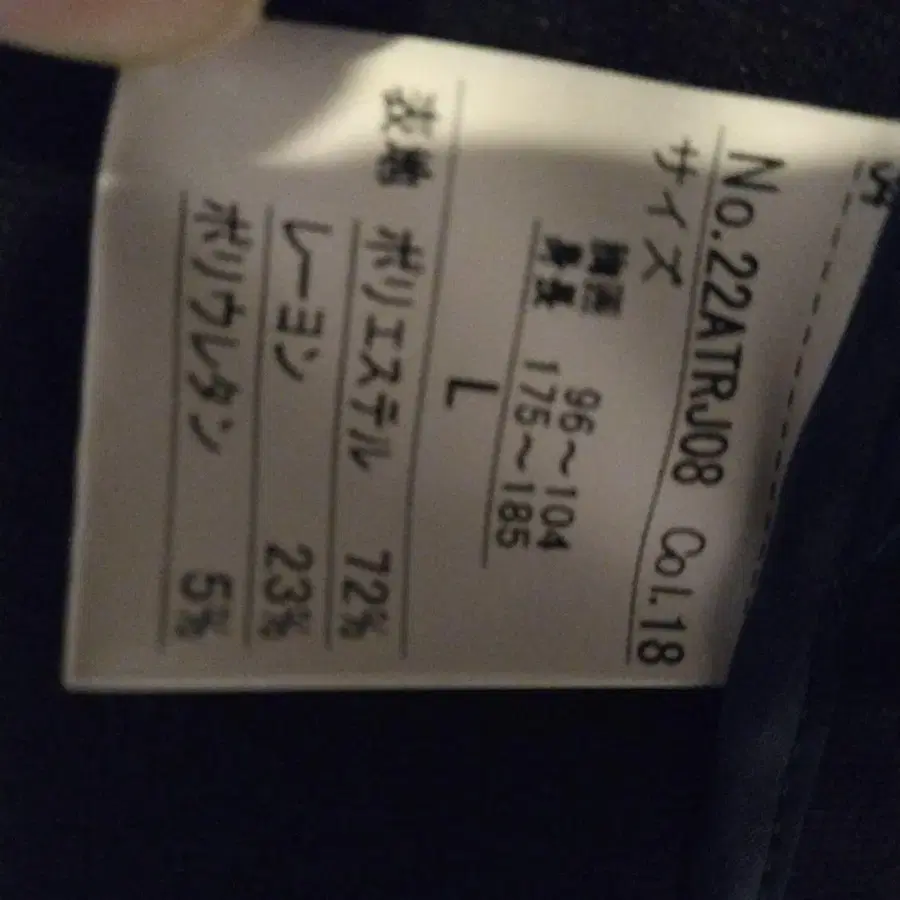 No.22ATRJ08 Col.18
サイズ
胸囲 96～104
身長 175～185
L
表地 ポリエステル 72%
レーヨン 23%
ポリウレタン 5%